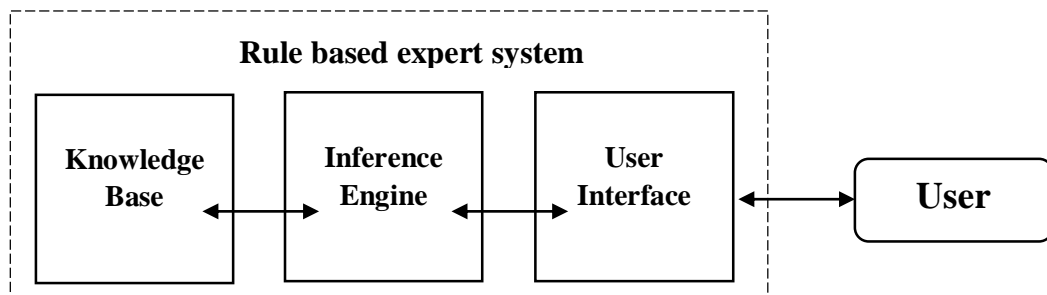 Rule based expert system
Knowledge
Base
Inference
Engine
User
Interface
User